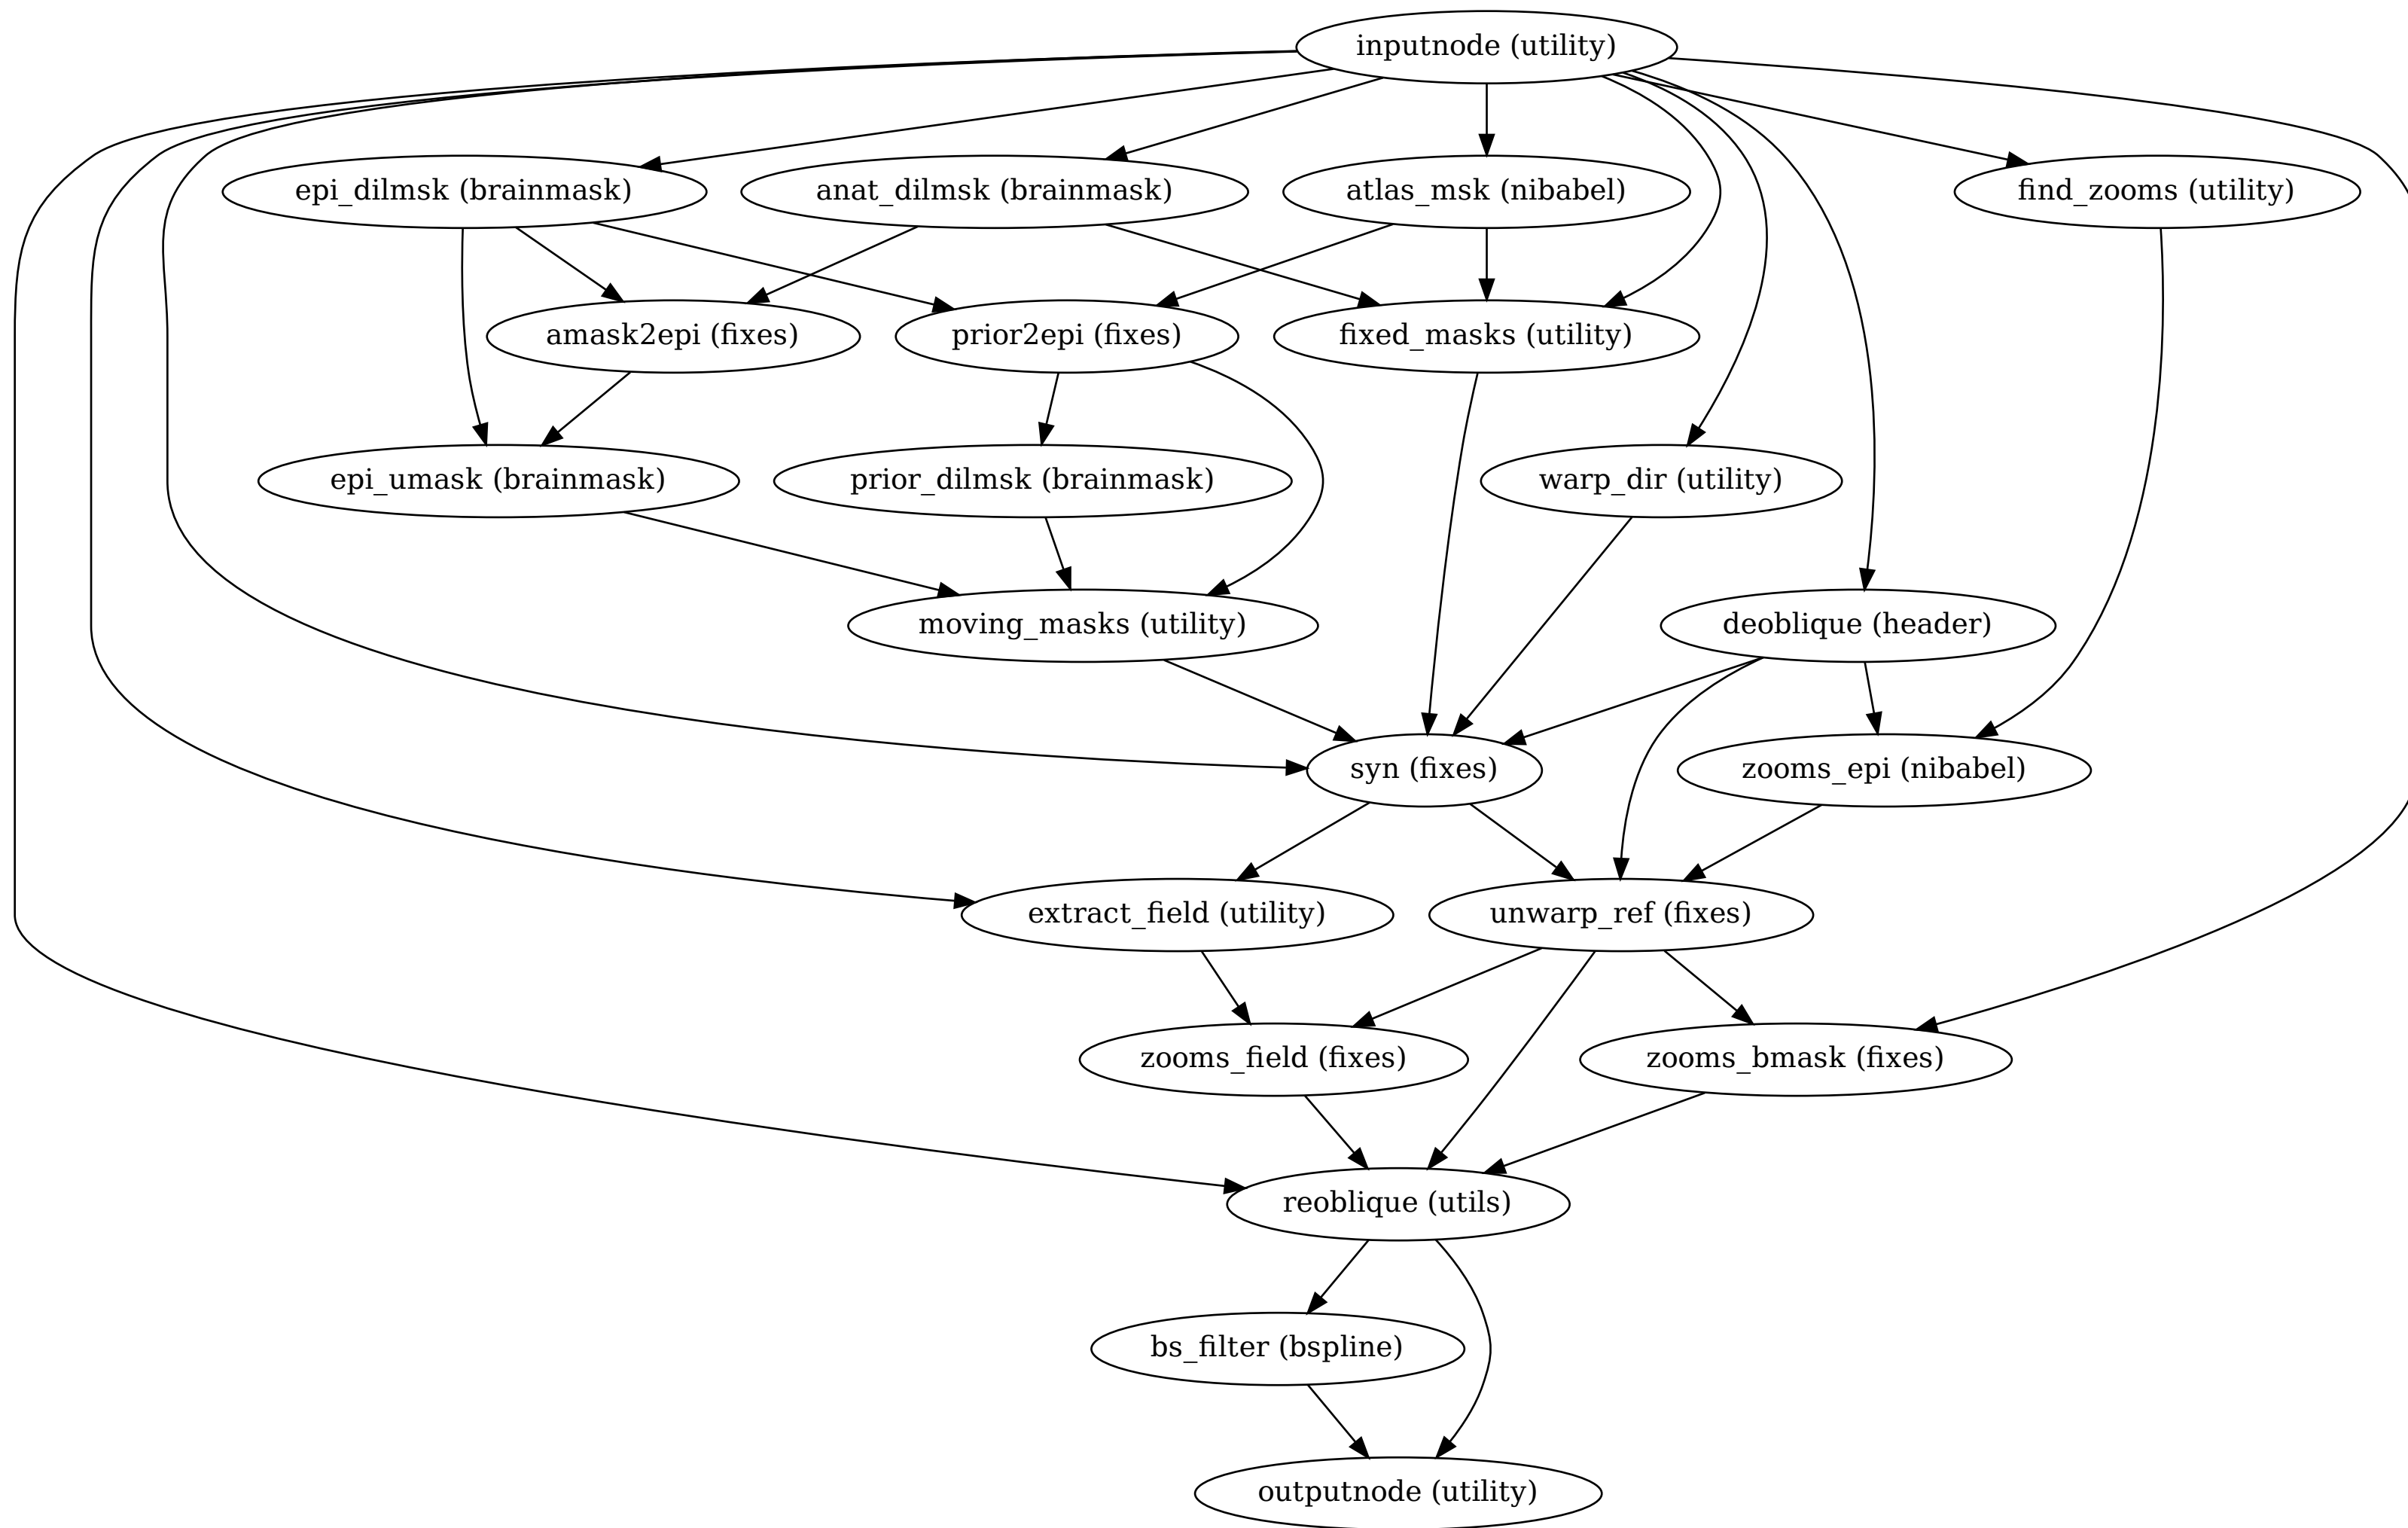 inputnode (utility)
epi_dilmsk (brainmask)
anat_dilmsk (brainmask)
atlas_msk (nibabel)
find_zooms (utility)
amask2epi (fixes)
prior2epi (fixes)
fixed_masks (utility)
epi_umask (brainmask)
prior_dilmsk (brainmask)
warp_dir (utility)
moving_masks (utility)
deoblique (header)
syn (fixes)
zooms_epi (nibabel)
extract_field (utility)
unwarp_ref (fixes)
zooms_field (fixes)
zooms_bmask (fixes)
reoblique (utils)
bs_filter (bspline)
outputnode (utility)